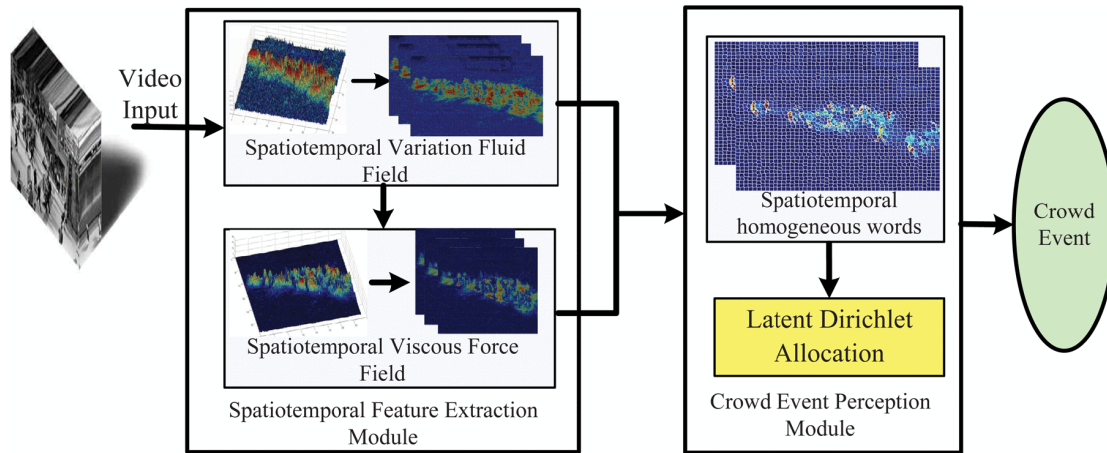 Video
Input
Spatiotemporal Variation Fluid
Field
Spatiotemporal Viscous Force
Field
Spatiotemporal Feature Extraction
Module
Spatiotemporal
homogeneous words
Latent Dirichlet
Allocation
Crowd Event Perception
Module
Crowd
Event